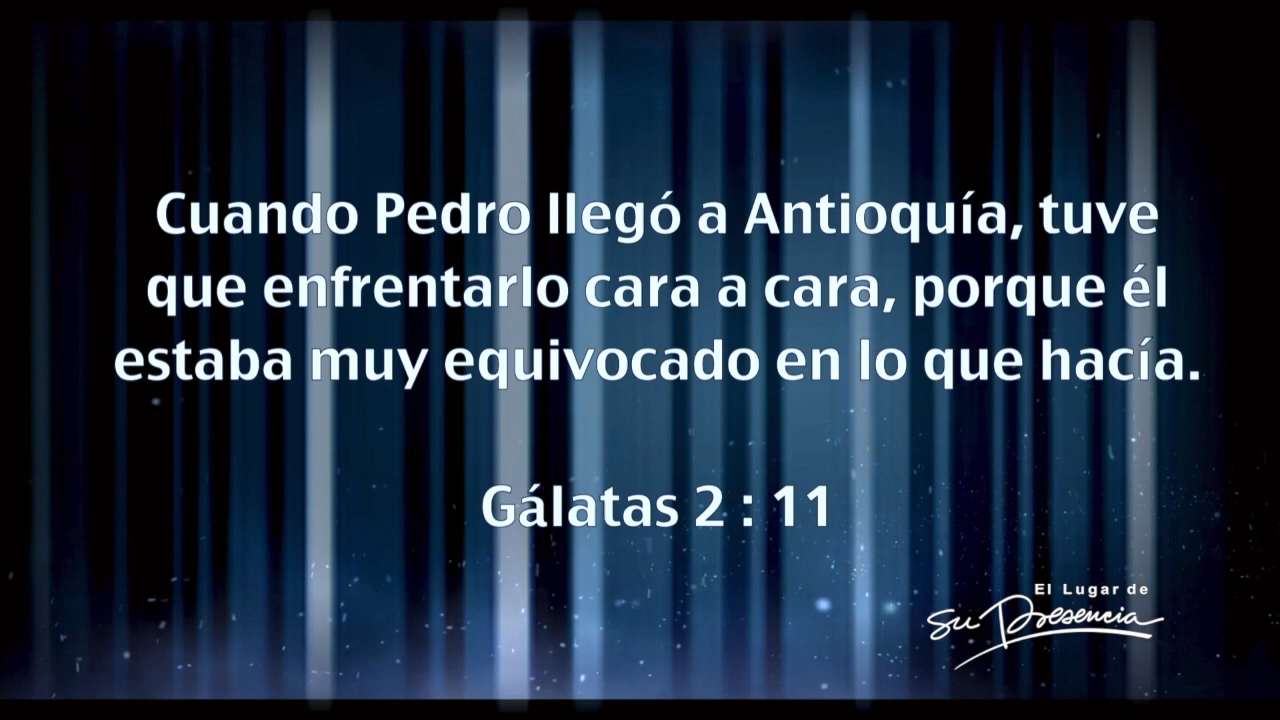 Cuando Pedro llegó a Antioquía, tuve
que enfrentarlo cara a cara, porque él
estaba muy equivocado en lo que hacía.
Gálatas 2 : 11
El Lugar de
Su Presencia